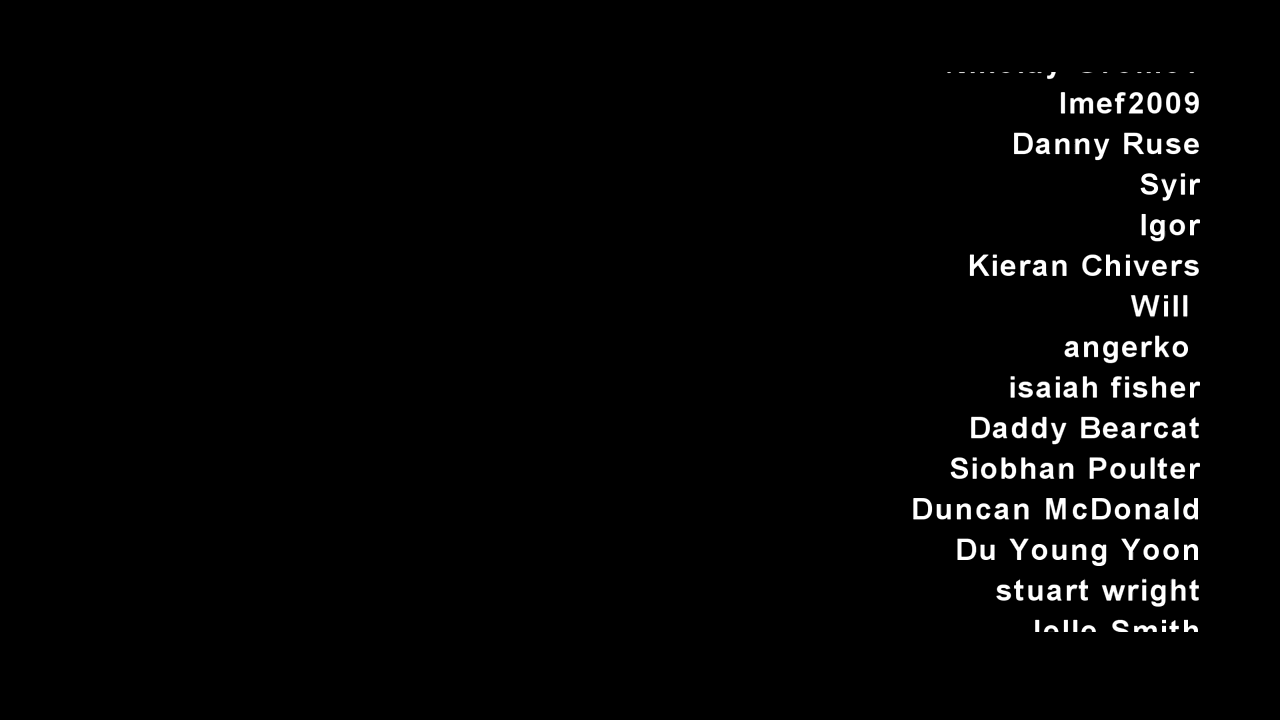 lmef2009
Danny Ruse
Syir
Igor
Kieran Chivers
Will
angerko
isaiah fisher
Daddy Bearcat
Siobhan Poulter
Duncan McDonald
Du Young Yoon
stuart wright
Smith